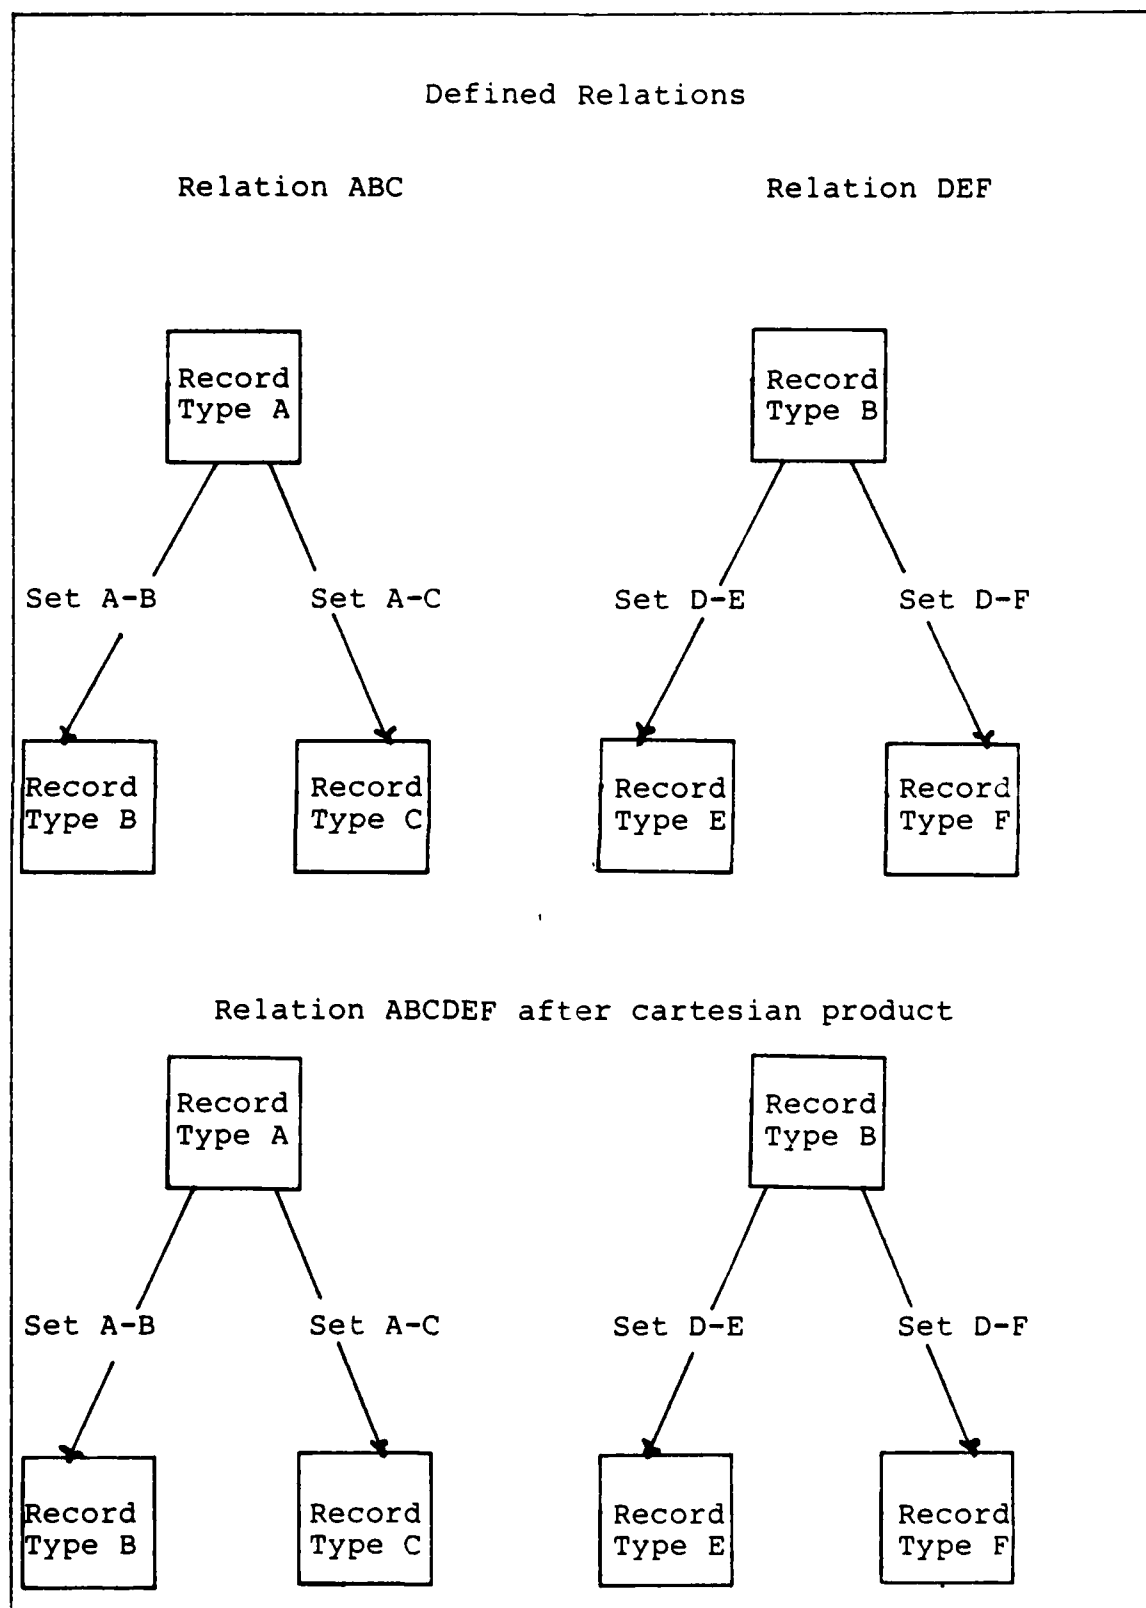 Defined Relations
Relation ABC
Relation DEF
Record
Type A
Record
Type B
Set A-B
Set A-C
Set D-E
Set D-F
Record
Type B
Record
Type C
Record
Type E
Record
Type F
Relation ABCDEF after cartesian product
Record
Type A
Record
Type B
Set A-B
Set A-C
Set D-E
Set D-F
Record
Type B
Record
Type C
Record
Type E
Record
Type F